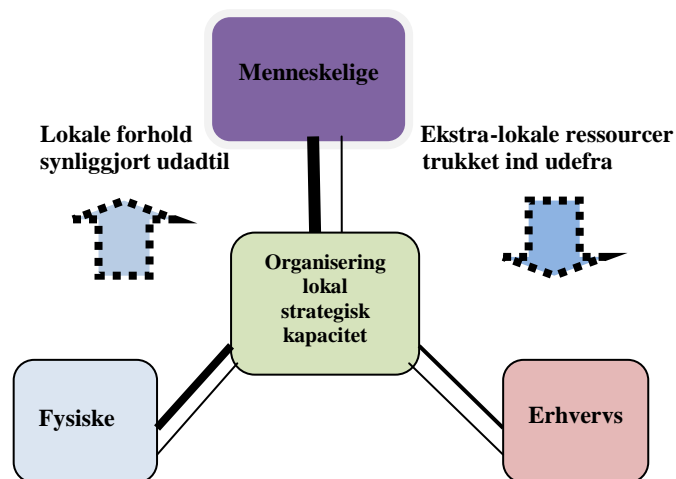 Menneskelige
Lokale forhold
synliggjort udadtil
Ekstra-lokale ressourcer
trukket ind udefra
Organisering
lokal
strategisk
kapacitet
Fysiske
Erhvervs